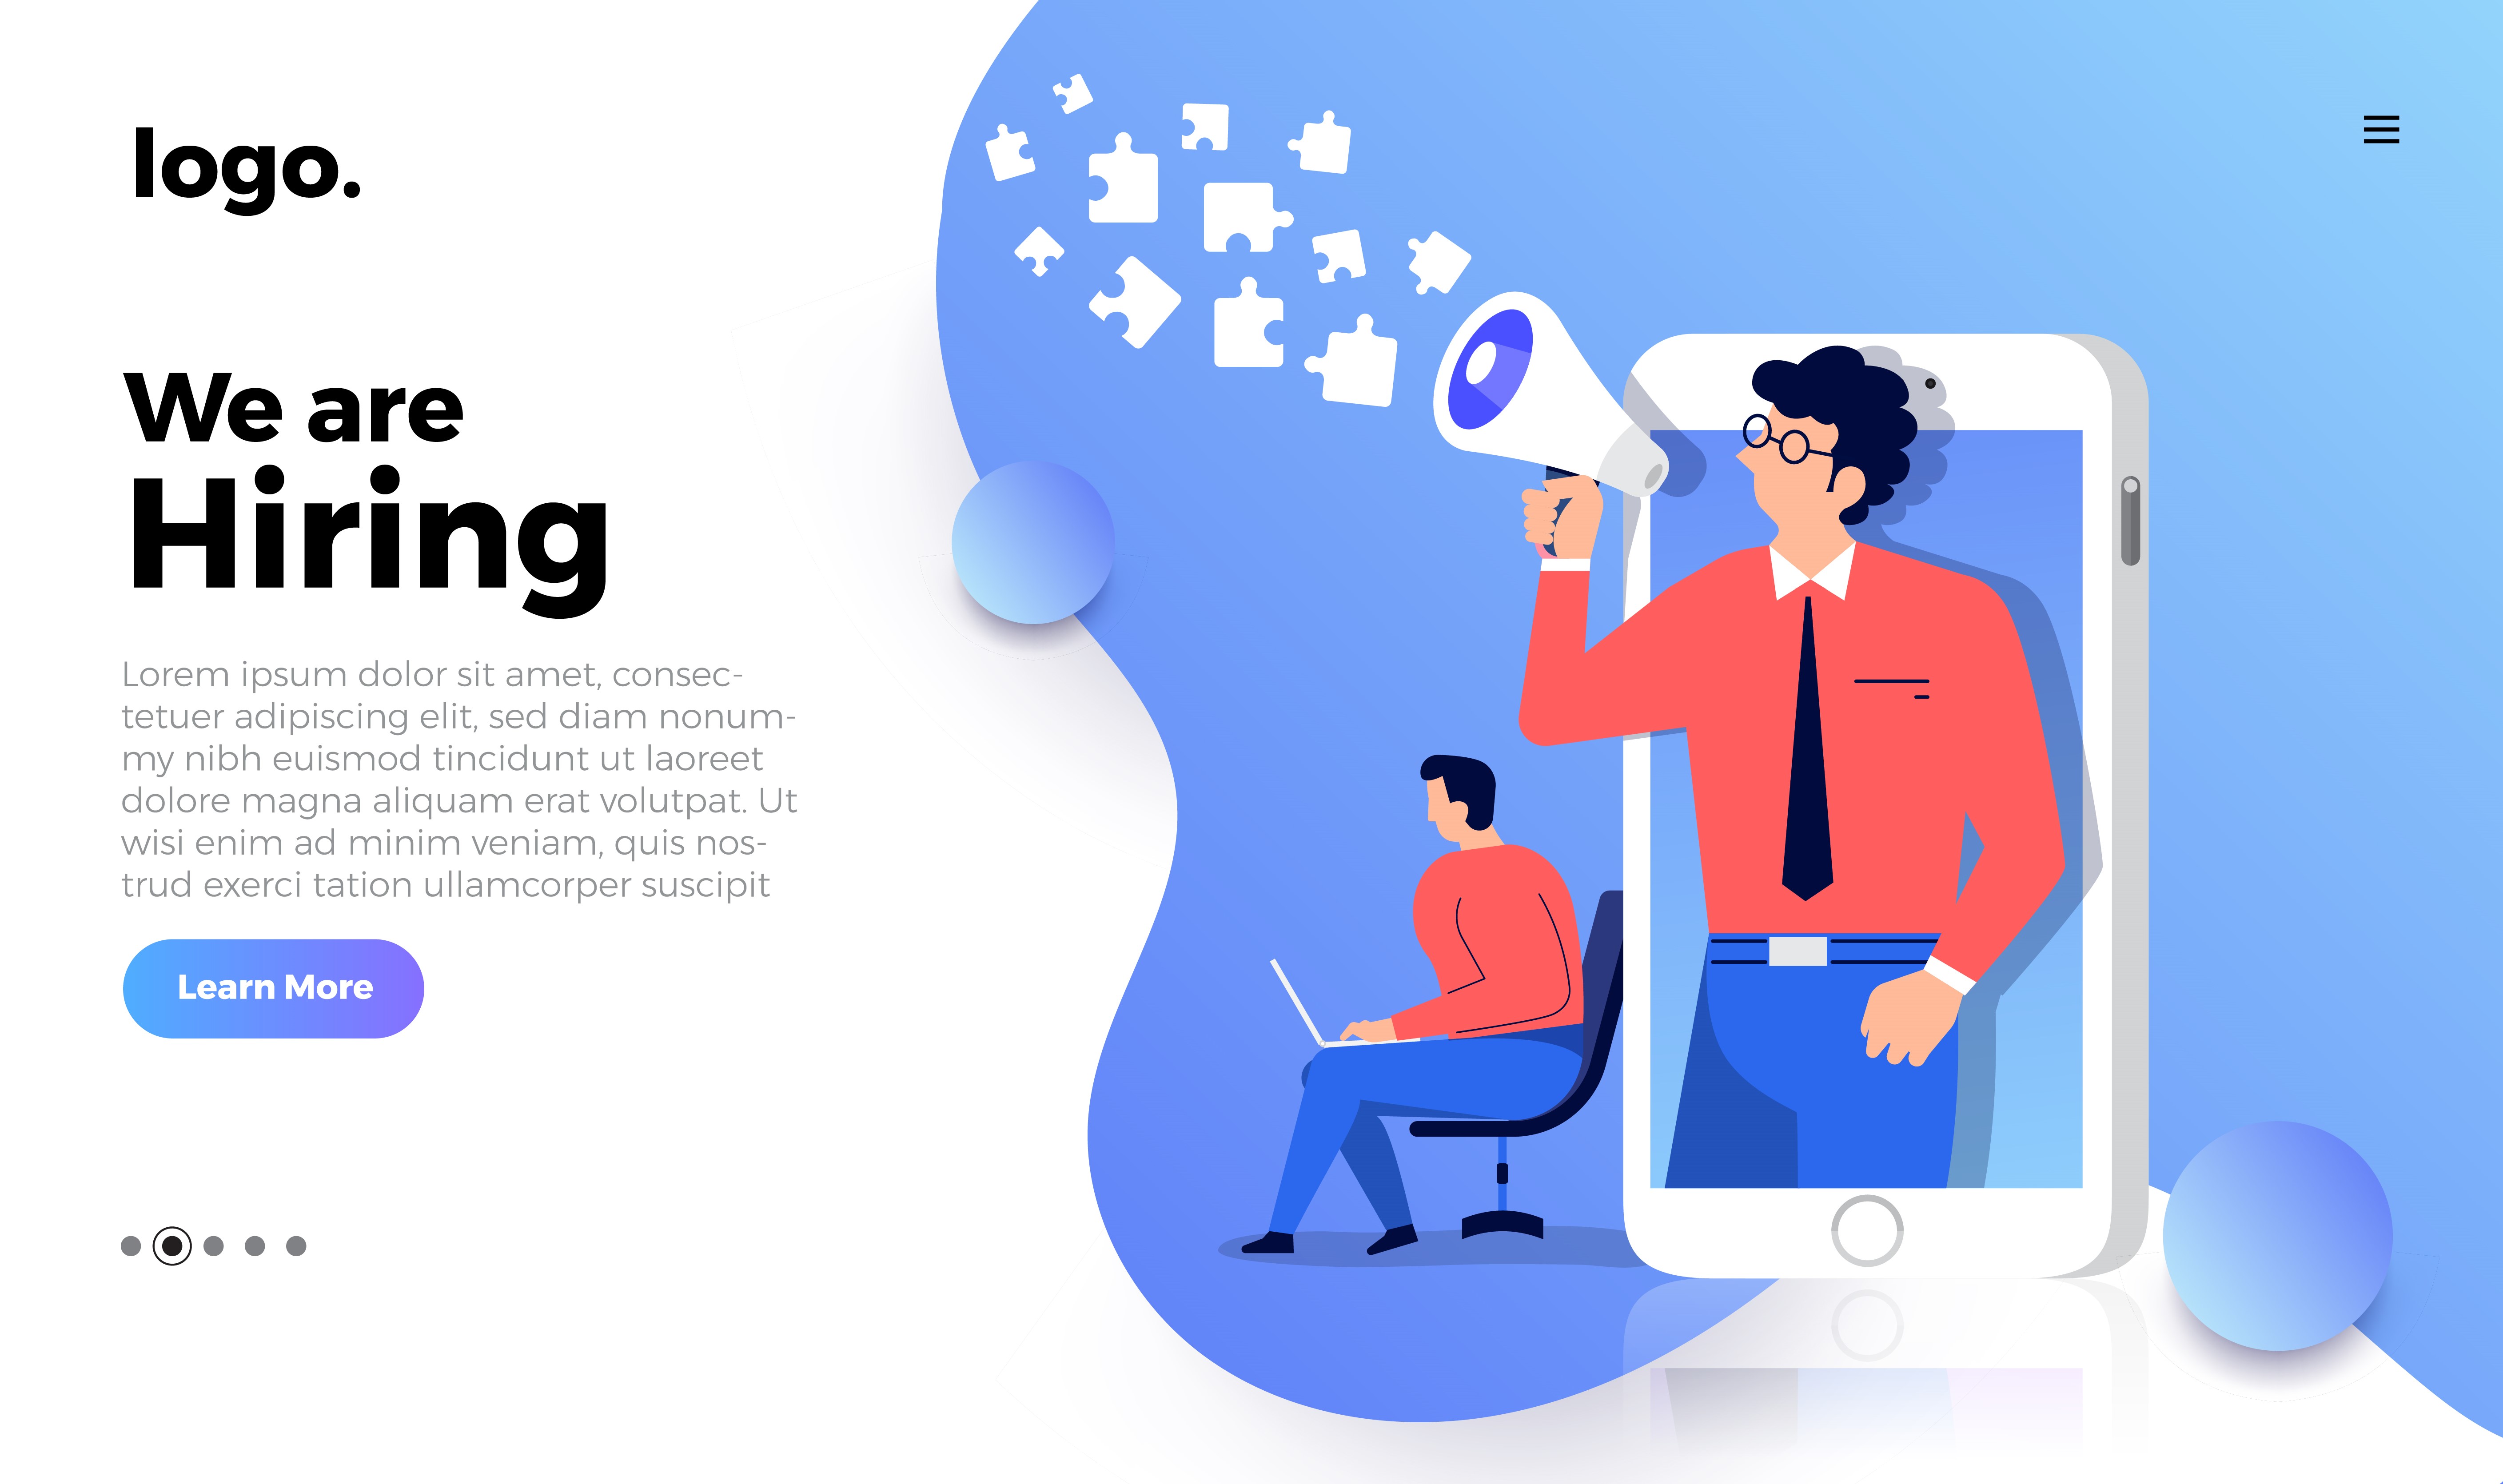 logo.
We are
Hiring
Lorem ipsum dolor sit amet, consec-
tetuer adipiscing elit, sed diam nonum-
my nibh euismod tincidunt ut laoreet
dolore magna aliquam erat volutpat. Ut
wisi enim ad minim veniam, quis nos-
trud exerci tation ullamcorper suscipit
Learn More